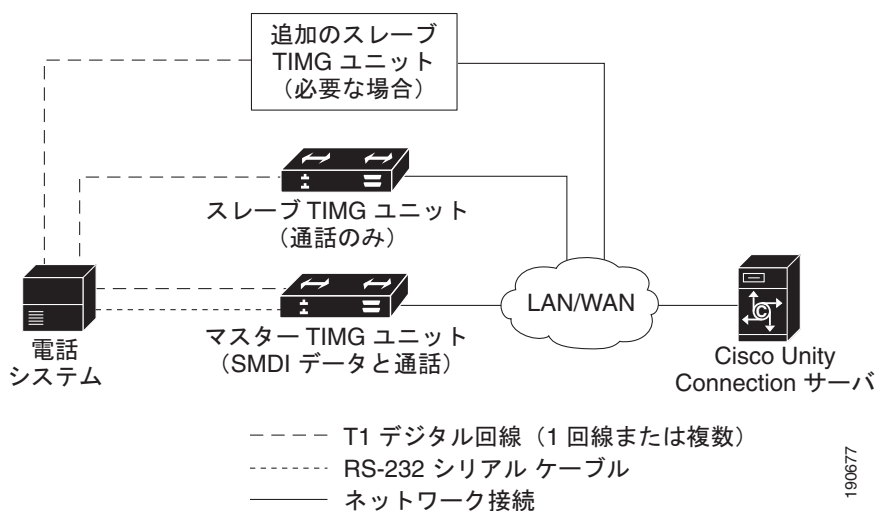 追加のスレーブ
TIMG ユニット
（必要な場合）
スレーブ TIMG ユニット
（通話のみ）
LAN/WAN
マスター TIMG ユニット
（SMDI データと通話）
電話
システム
Cisco Unity
Connection サーバ
T1 デジタル回線（1 回線または複数）
RS-232 シリアル ケーブル
ネットワーク接続
190677